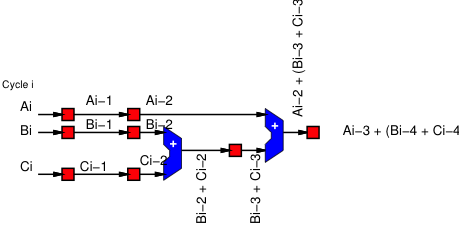 Ai−2 + (Bi−3 + Ci−3
Cycle i
Ai
Ai−1
Ai−2
Bi
Bi−1
Bi−2
+
+
Ai−3 + (Bi−4 + Ci−4
Ci
Ci−1
Ci−2
Bi−2 + Ci−2
Bi−3 + Ci−3